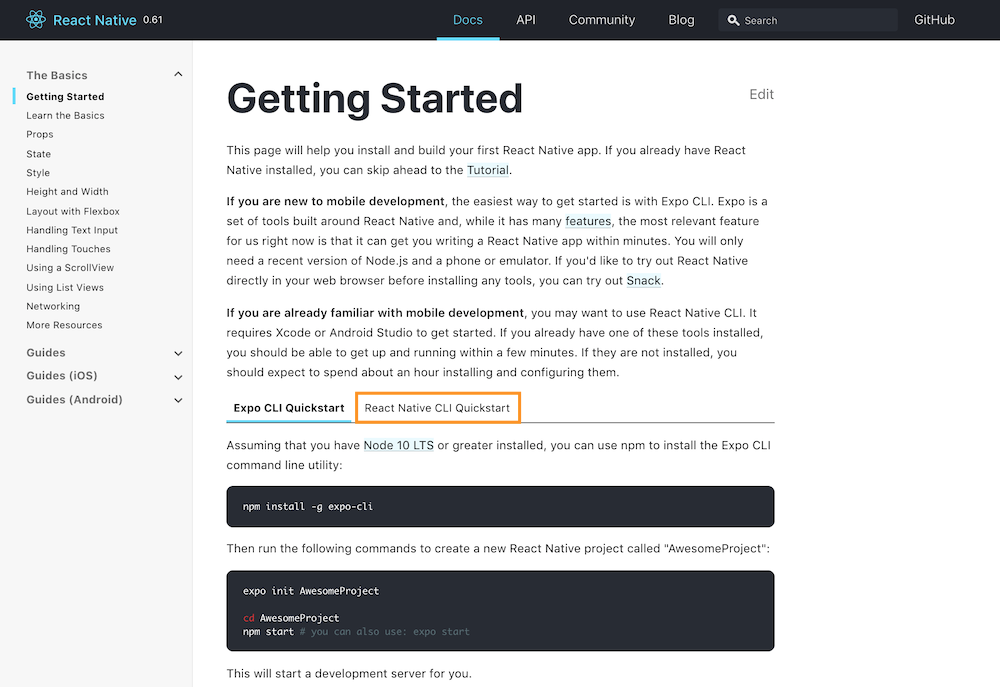 React Native 0.61
Docs
API
Community
Blog
Search
GitHub
The Basics
Getting Started
Learn the Basics
Props
State
Style
Height and Width
Layout with Flexbox
Handling Text Input
Handling Touches
Using a ScrollView
Using List Views
Networking
More Resources
Guides
Guides (iOS)
Guides (Android)
Getting Started
Edit
This page will help you install and build your first React Native app. If you already have React
Native installed, you can skip ahead to the Tutorial.
If you are new to mobile development, the easiest way to get started is with Expo CLI. Expo is a
set of tools built around React Native and, while it has many features, the most relevant feature
for us right now is that it can get you writing a React Native app within minutes. You will only
need a recent version of Node.js and a phone or emulator. If you'd like to try out React Native
directly in your web browser before installing any tools, you can try out Snack.
If you are already familiar with mobile development, you may want to use React Native CLI. It
requires Xcode or Android Studio to get started. If you already have one of these tools installed,
you should be able to get up and running within a few minutes. If they are not installed, you
should expect to spend about an hour installing and configuring them.
Expo CLI Quickstart
React Native CLI Quickstart
Assuming that you have Node 10 LTS or greater installed, you can use npm to install the Expo CLI
command line utility:
npm install -g expo-cli
Then run the following commands to create a new React Native project called "AwesomeProject":
expo init AwesomeProject
cd AwesomeProject
npm start # you can also use: expo start
This will start a development server for you.